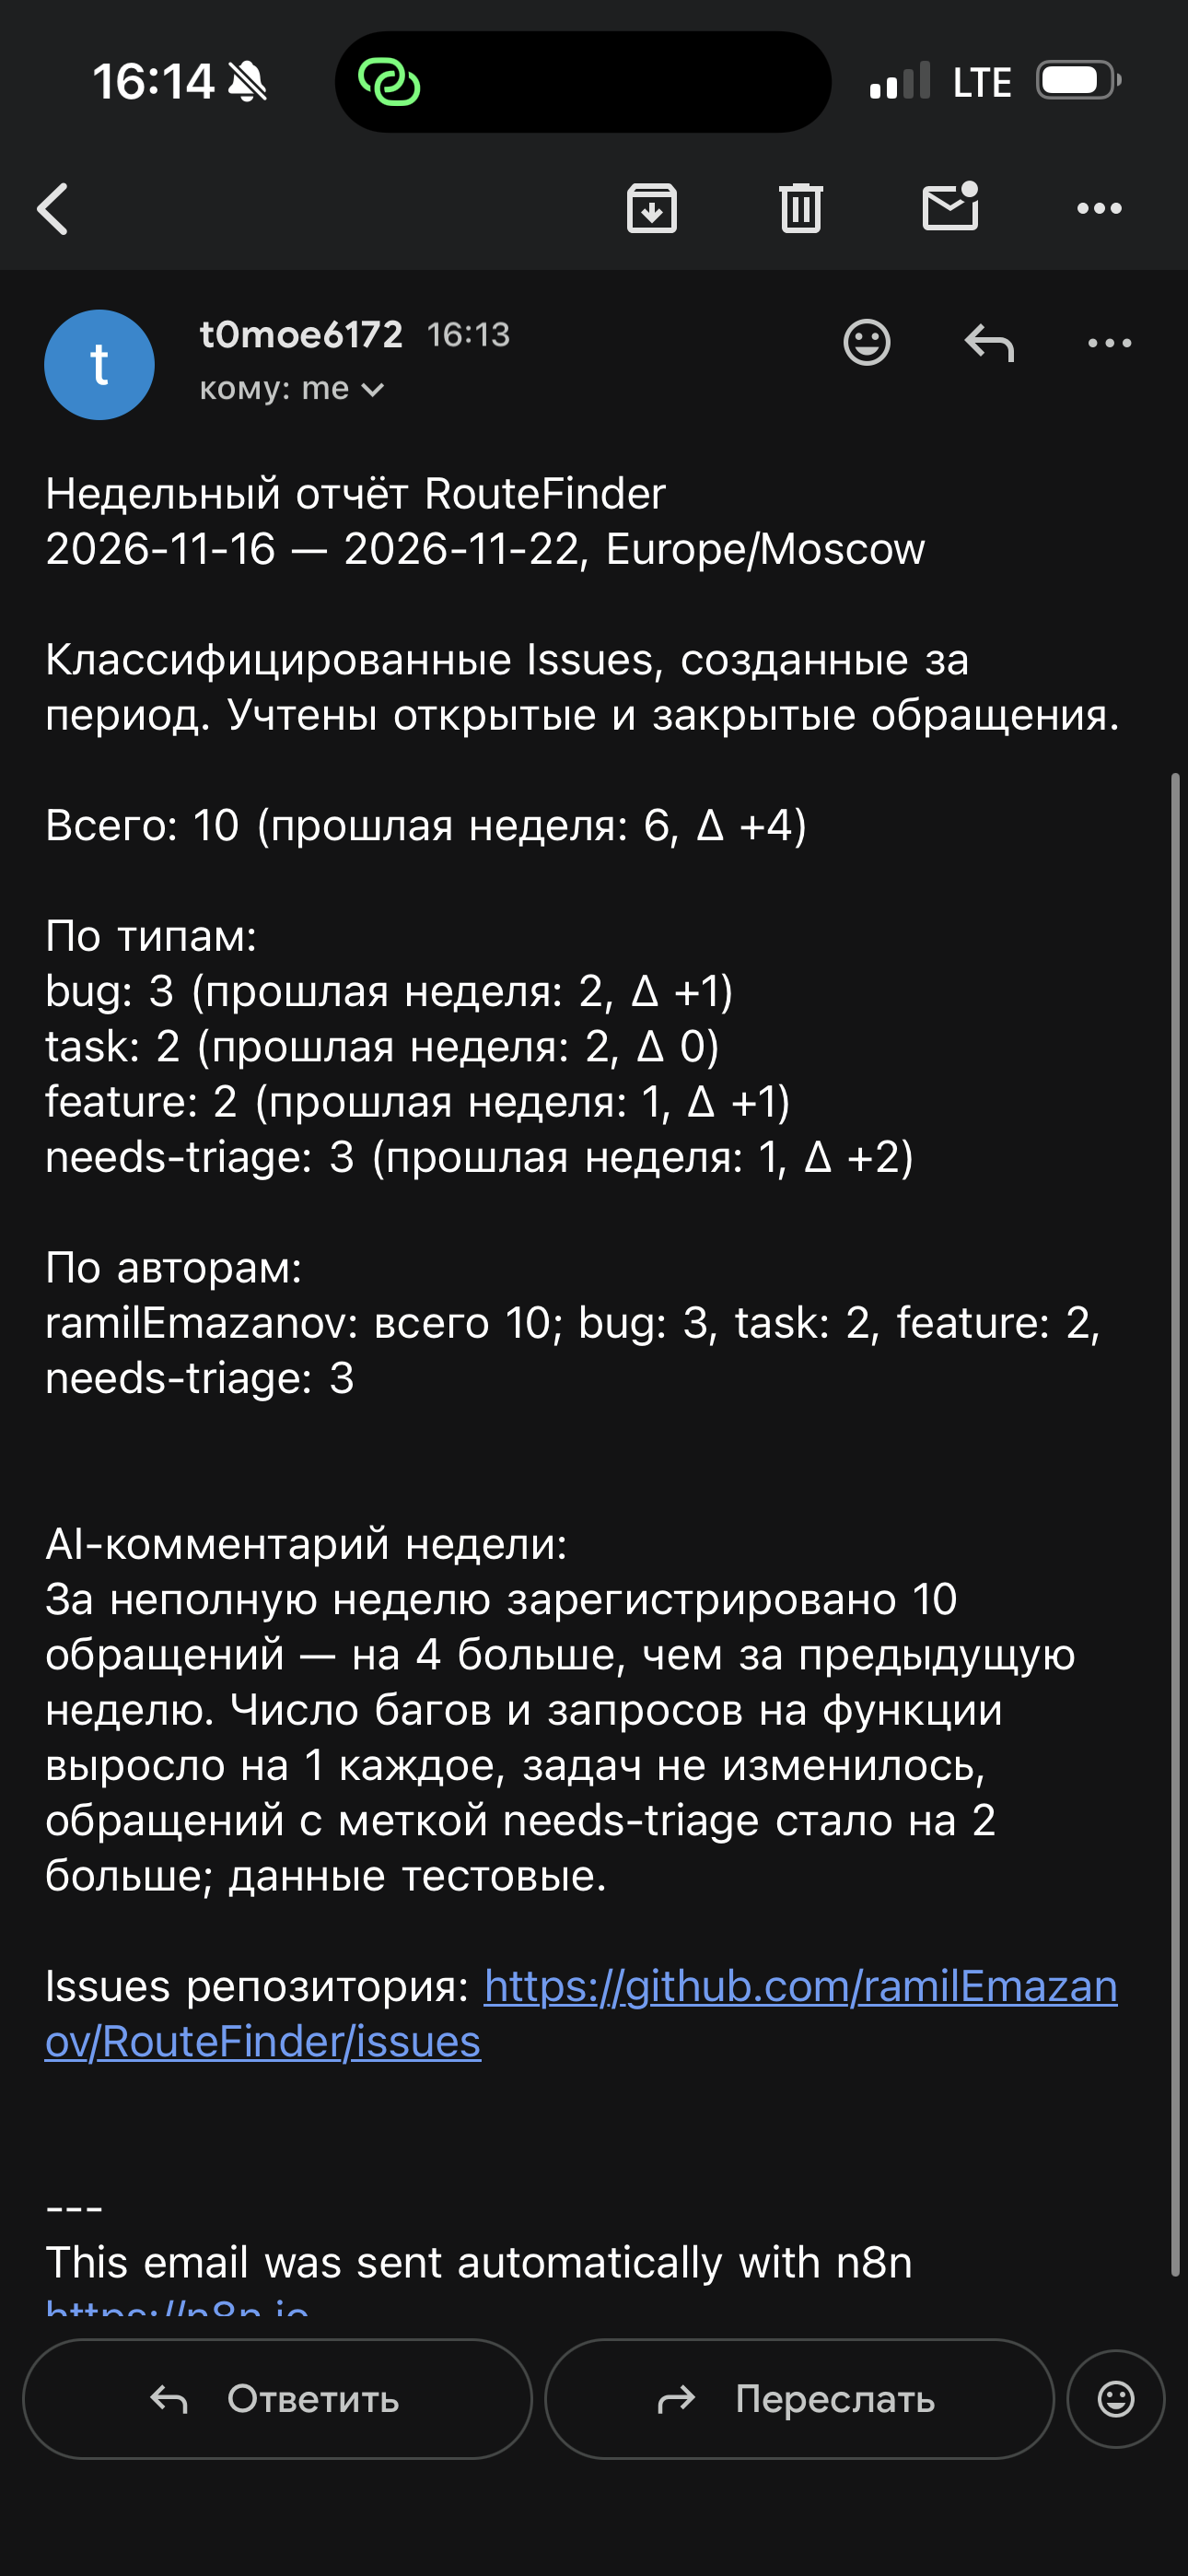 16:14
LTE
t
t0moe6172 16:13
кому: me
Недельный отчёт RouteFinder
2026-11-16 — 2026-11-22, Europe/Moscow
Классифицированные Issues, созданные за
период. Учтены открытые и закрытые обращения.
Всего: 10 (прошлая неделя: 6, Δ +4)
По типам:
bug: 3 (прошлая неделя: 2, Δ +1)
task: 2 (прошлая неделя: 2, Δ 0)
feature: 2 (прошлая неделя: 1, Δ +1)
needs-triage: 3 (прошлая неделя: 1, Δ +2)
По авторам:
ramilEmazanov: всего 10; bug: 3, task: 2, feature: 2,
needs-triage: 3
AI-комментарий недели:
За неполную неделю зарегистрировано 10
обращений — на 4 больше, чем за предыдущую
неделю. Число багов и запросов на функции
выросло на 1 каждое, задач не изменилось,
обращений с меткой needs-triage стало на 2
больше; данные тестовые.
Issues репозитория: https://github.com/ramilEmazan
ov/RouteFinder/issues
---
This email was sent automatically with n8n
https://n8n.io
Ответить
Переслать